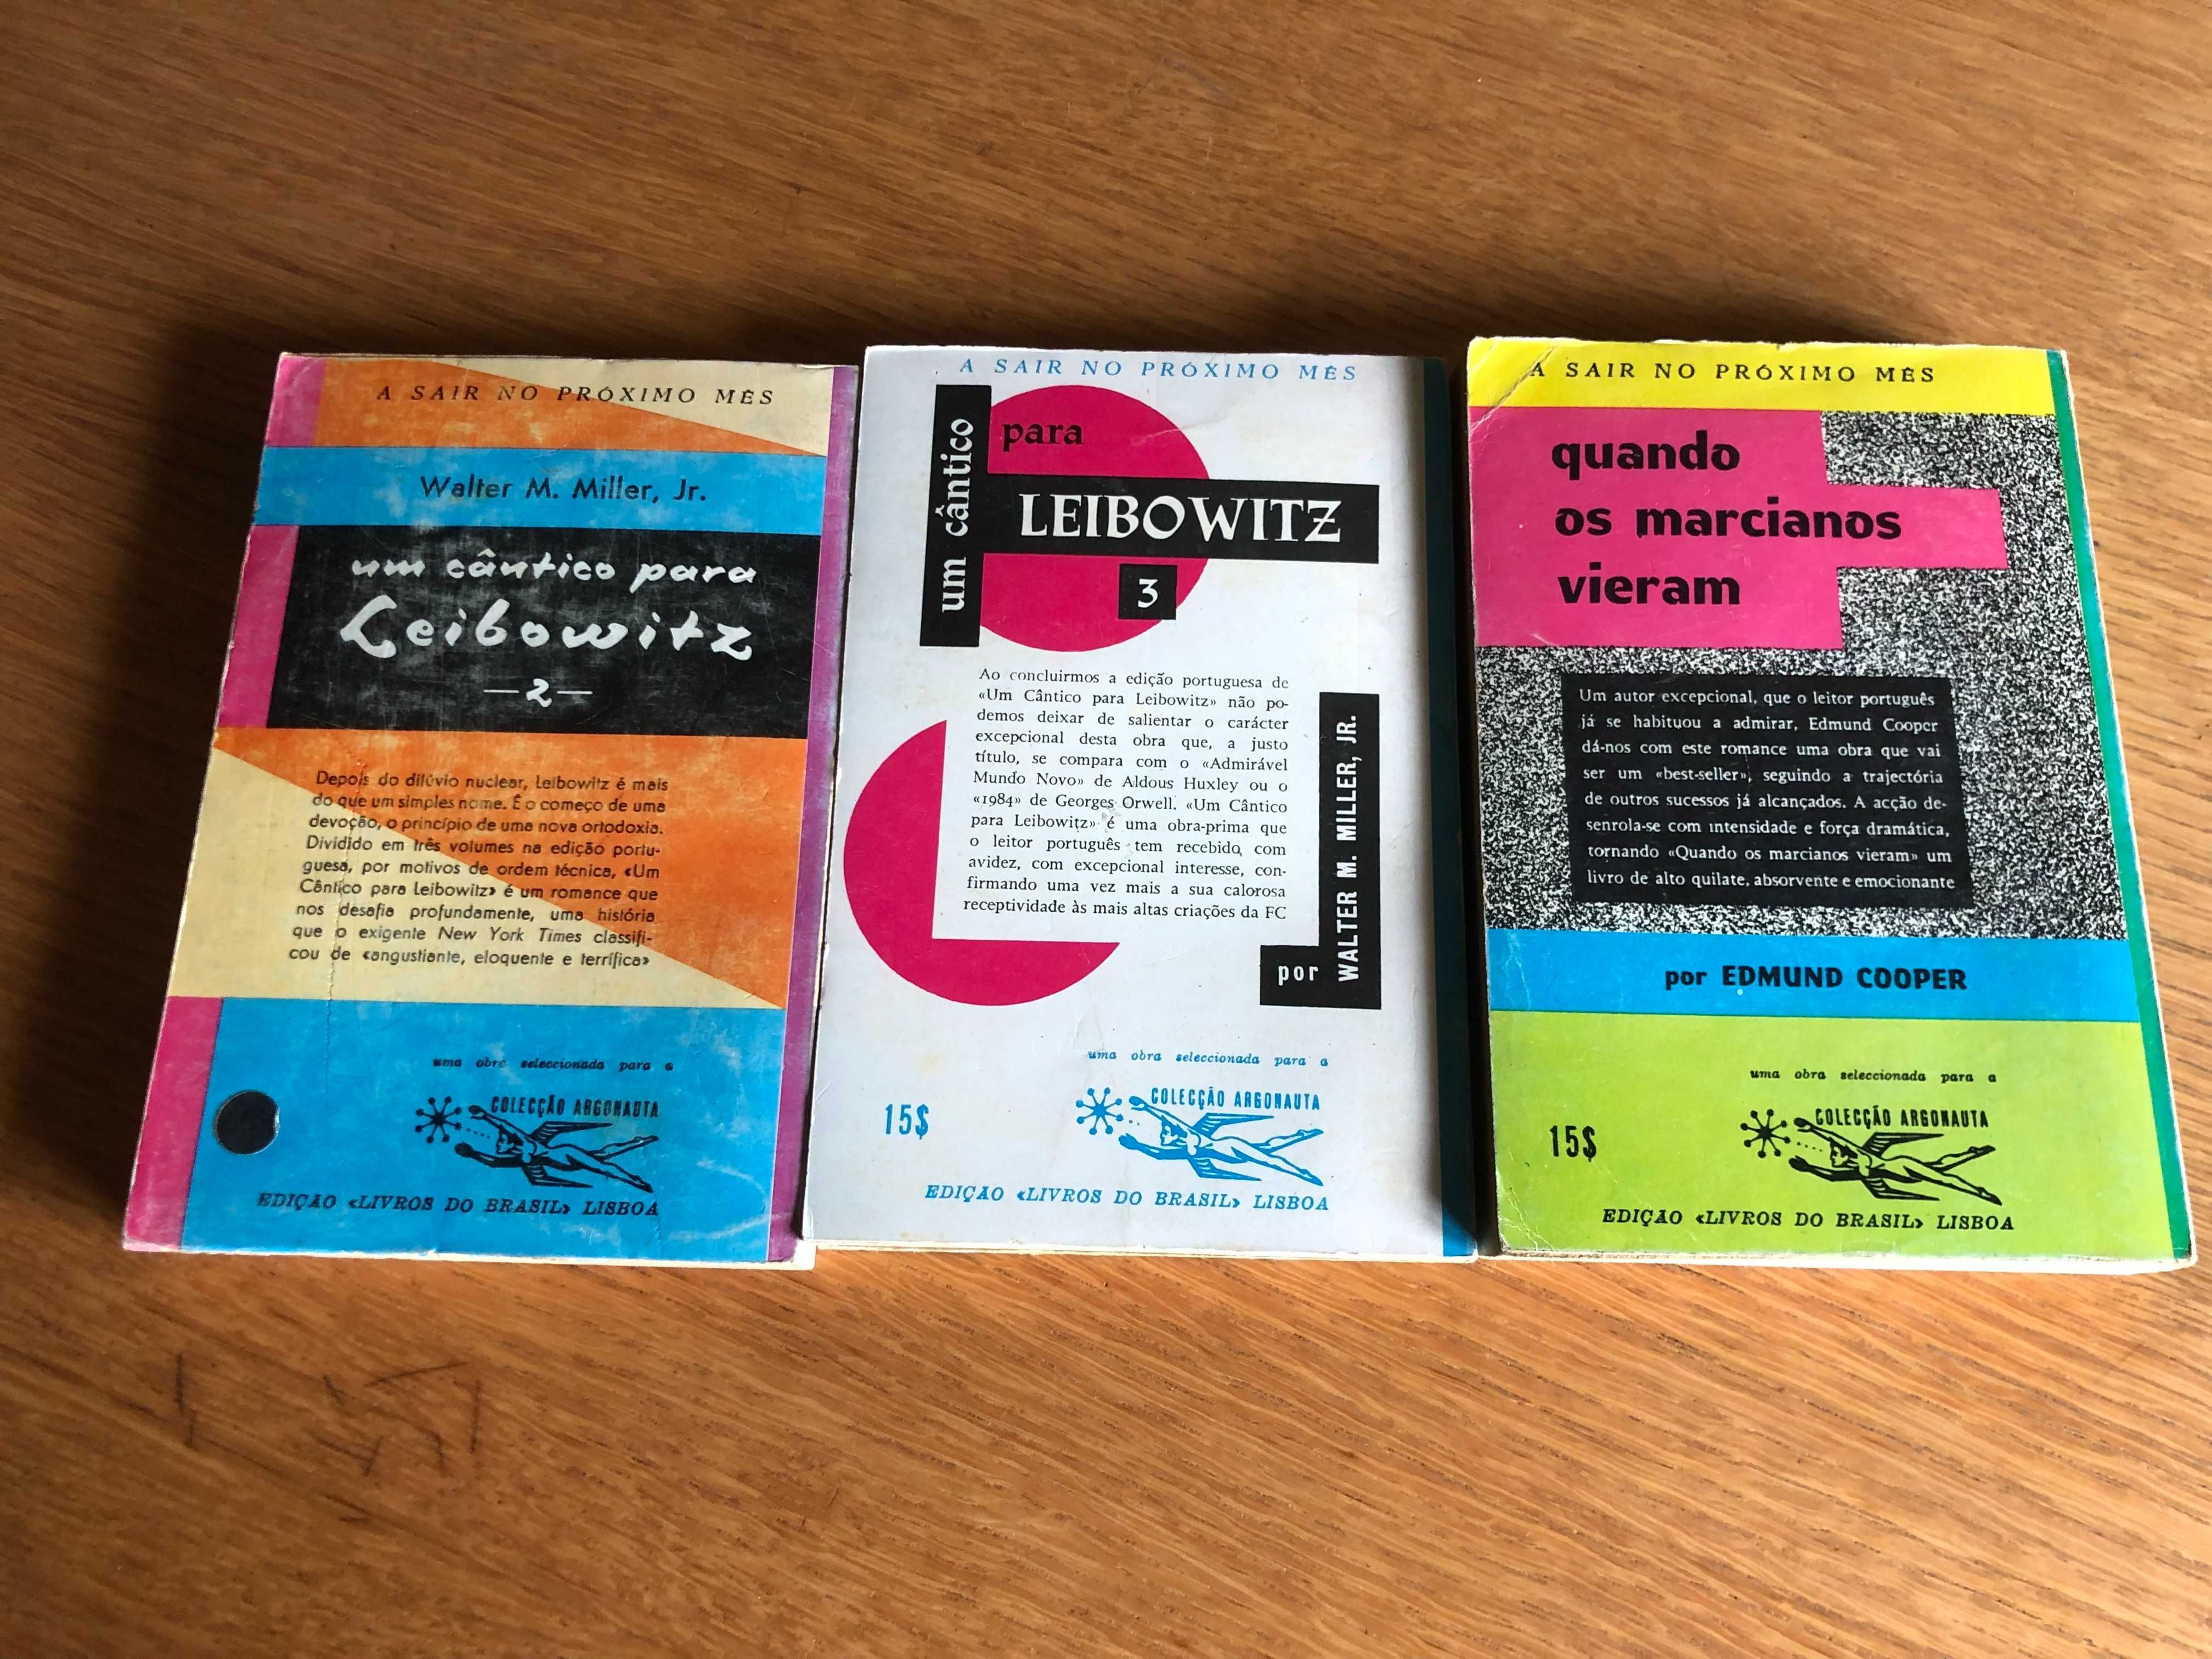 A SAIR NO PRÓXIMO MÊS
Walter M. Miller, Jr.
um cântico para
Leibowitz
—2—
Depois do dilúvio nuclear, Leibowitz é mais
do que um simples nome. É o começo de uma
devoção, o princípio de uma nova ortodoxia.
Dividido em três volumes na edição portu-
guesa, por motivos de ordem técnica, «Um
Cântico para Leibowitz» é um romance que
nos desafia profundamente, uma história
que o exigente New York Times classifi-
cou de «angustiante, eloquente e terrífica»
uma obra seleccionada para a
COLECÇÃO ARGONAUTA
EDIÇAO «LIVROS DO BRASIL» LISBOA
A SAIR NO PRÓXIMO MÊS
um cântico
para
LEIBOWITZ
3
Ao concluirmos a edição portuguesa de
«Um Cântico para Leibowitz» não po-
demos deixar de salientar o carácter
excepcional desta obra que, a justo
título, se compara com o «Admirável
Mundo Novo» de Aldous Huxley ou o
«1984» de Georges Orwell. «Um Cântico
para Leibowitz» é uma obra-prima que
o leitor português tem recebido com
avidez, com excepcional interesse, con-
firmando uma vez mais a sua calorosa
receptividade às mais altas criações da FC
por
WALTER M. MILLER, JR.
uma obra seleccionada para a
15$
COLECÇÃO ARGONAUTA
EDIÇAO «LIVROS DO BRASIL» LISBOA
A SAIR NO PRÓXIMO MÊS
quando
os marcianos
vieram
Um autor excepcional, que o leitor português
já se habituou a admirar, Edmund Cooper
dá-nos com este romance uma obra que vai
ser um «best-seller», seguindo a trajectória
de outros sucessos já alcançados. A acção de-
senrola-se com intensidade e força dramática,
tornando «Quando os marcianos vieram» um
livro de alto quilate, absorvente e emocionante
por EDMUND COOPER
uma obra seleccionada para a
15$
COLECÇÃO ARGONAUTA
EDIÇAO «LIVROS DO BRASIL» LISBOA